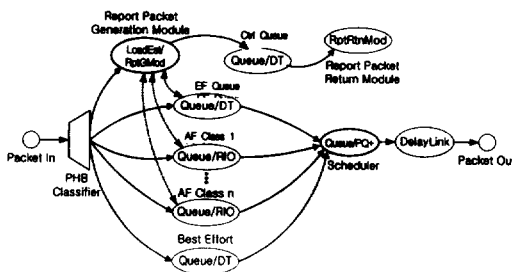 Report Packet
Generation Module
LoadEst/
RptGMod
Ctrl Queue
Queue/DT
RptRtnMod
Report Packet
Return Module
EF Queue
Queue/DT
AF Class 1
Queue/RIO
AF Class n
Queue/RIO
Best Effort
Queue/DT
Packet In
PHB
Classifier
Queue/PQ+
Scheduler
DelayLink
Packet Out